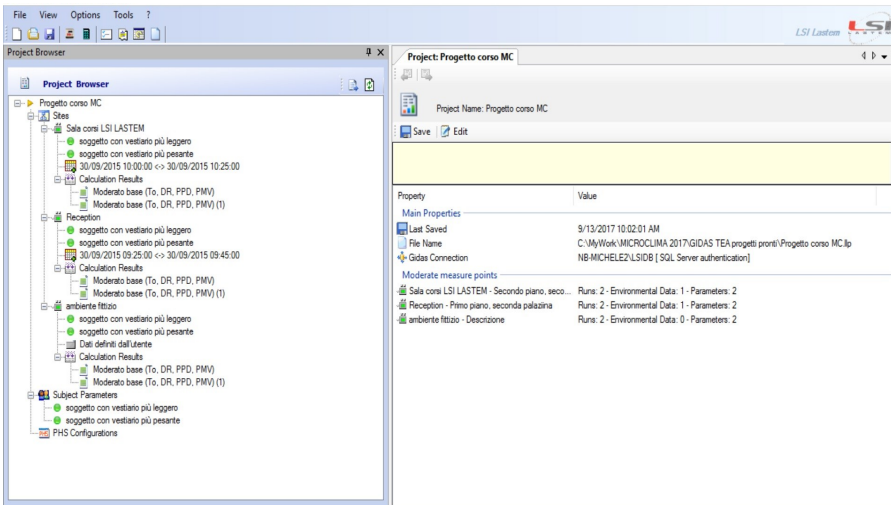 File View Options Tools ?
LSI Lastem
LSI
LASTEM
Project Browser
Project Browser
Progetto corso MC
Sites
Sala corsi LSI LASTEM
soggetto con vestiario più leggero
soggetto con vestiario più pesante
30/09/2015 10:00:00 <-> 30/09/2015 10:25:00
Calculation Results
Moderato base (To, DR, PPD, PMV)
Moderato base (To, DR, PPD, PMV) (1)
Reception
soggetto con vestiario più leggero
soggetto con vestiario più pesante
30/09/2015 09:25:00 <-> 30/09/2015 09:45:00
Calculation Results
Moderato base (To, DR, PPD, PMV)
Moderato base (To, DR, PPD, PMV) (1)
ambiente fittizio
soggetto con vestiario più leggero
soggetto con vestiario più pesante
Dati definiti dall'utente
Calculation Results
Moderato base (To, DR, PPD, PMV)
Moderato base (To, DR, PPD, PMV) (1)
Subject Parameters
soggetto con vestiario più leggero
soggetto con vestiario più pesante
PHS Configurations
Project: Progetto corso MC
Project Name: Progetto corso MC
Save Edit
Property Value
Main Properties
Last Saved 9/13/2017 10:02:01 AM
File Name C:\MyWork\MICROCLIMA 2017\GIDAS TEA progetti pronti\Progetto corso MC.llp
Gidas Connection NB-MICHELE2\LSIDB [ SQL Server authentication]
Moderate measure points
Sala corsi LSI LASTEM - Secondo piano, seco... Runs: 2 - Environmental Data: 1 - Parameters: 2
Reception - Primo piano, seconda palazina Runs: 2 - Environmental Data: 1 - Parameters: 2
ambiente fittizio - Descrizione Runs: 2 - Environmental Data: 0 - Parameters: 2